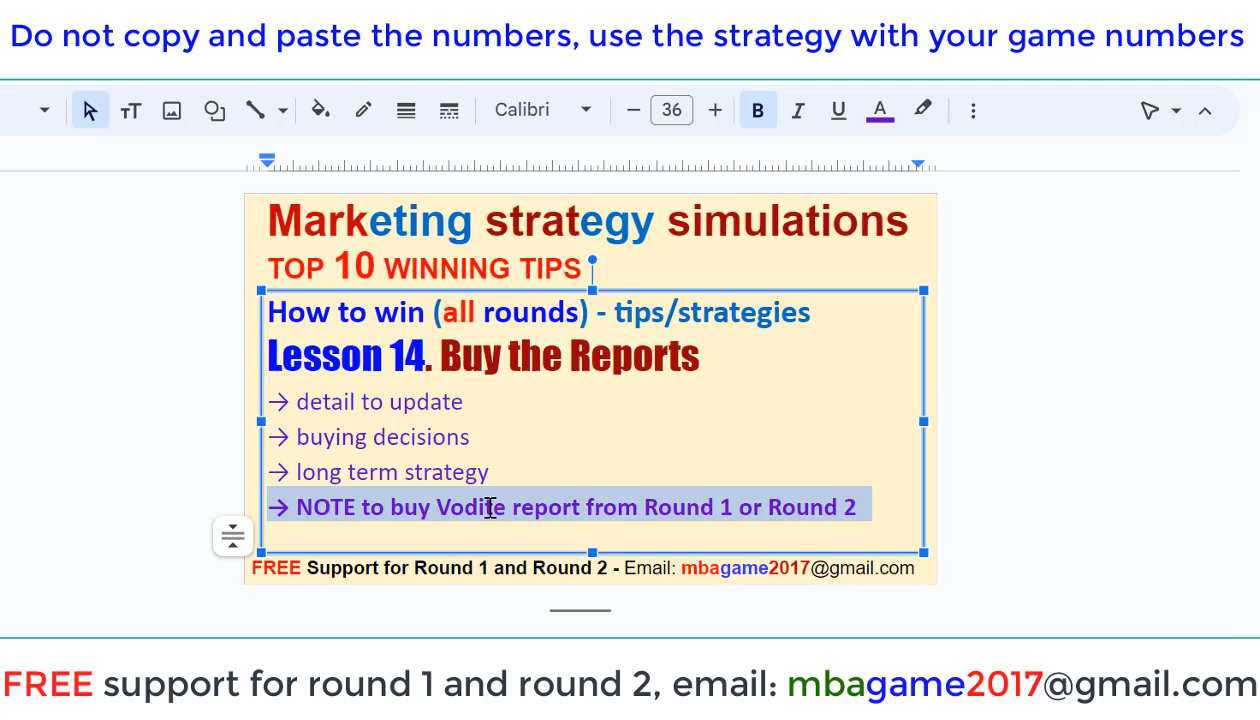 Do not copy and paste the numbers, use the strategy with your game numbers
Calibri
36
B I U A
Marketing strategy simulations
TOP 10 WINNING TIPS
How to win (all rounds) - tips/strategies
Lesson 14. Buy the Reports
→ detail to update
→ buying decisions
→ long term strategy
→ NOTE to buy Vodite report from Round 1 or Round 2
FREE Support for Round 1 and Round 2 - Email: mbagame2017@gmail.com
FREE support for round 1 and round 2, email: mbagame2017@gmail.com